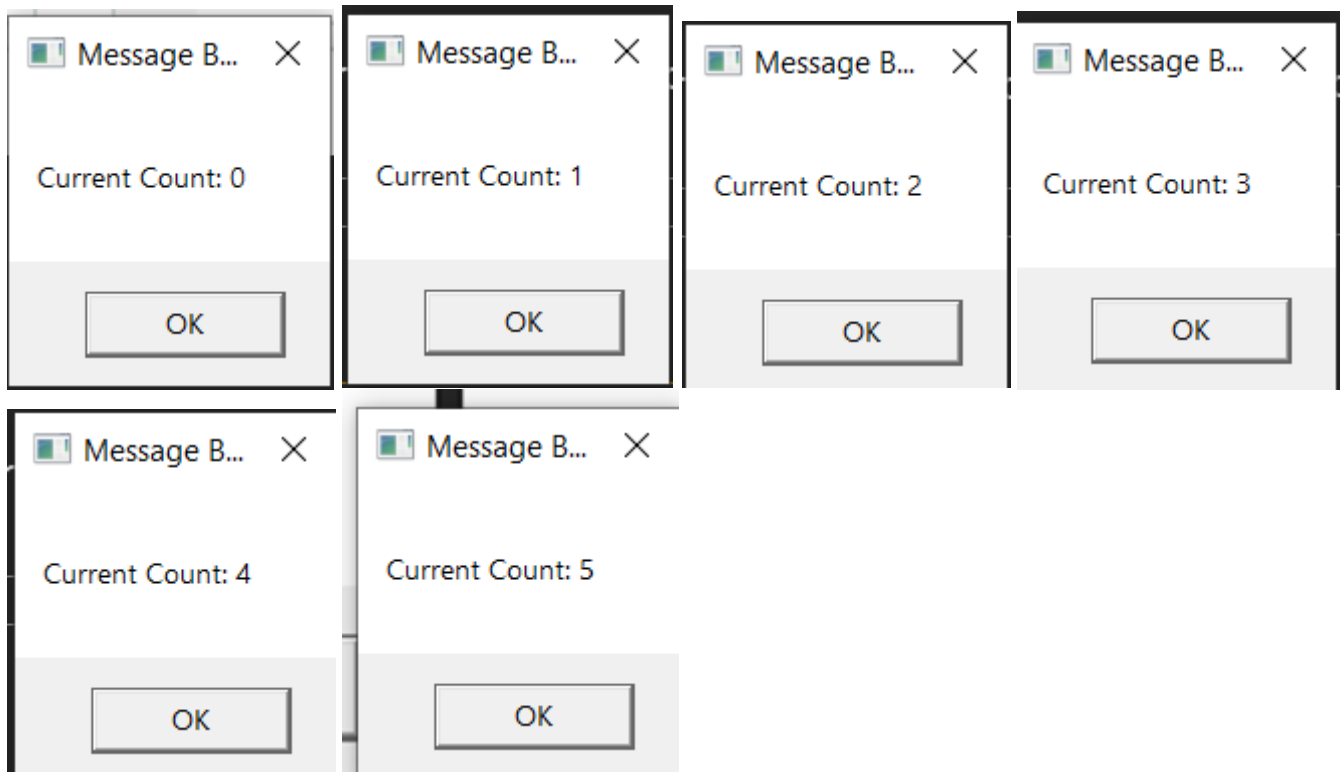 Message B...
Current Count: 0
OK
Message B...
Current Count: 1
OK
Message B...
Current Count: 2
OK
Message B...
Current Count: 3
OK
Message B...
Current Count: 4
OK
Message B...
Current Count: 5
OK